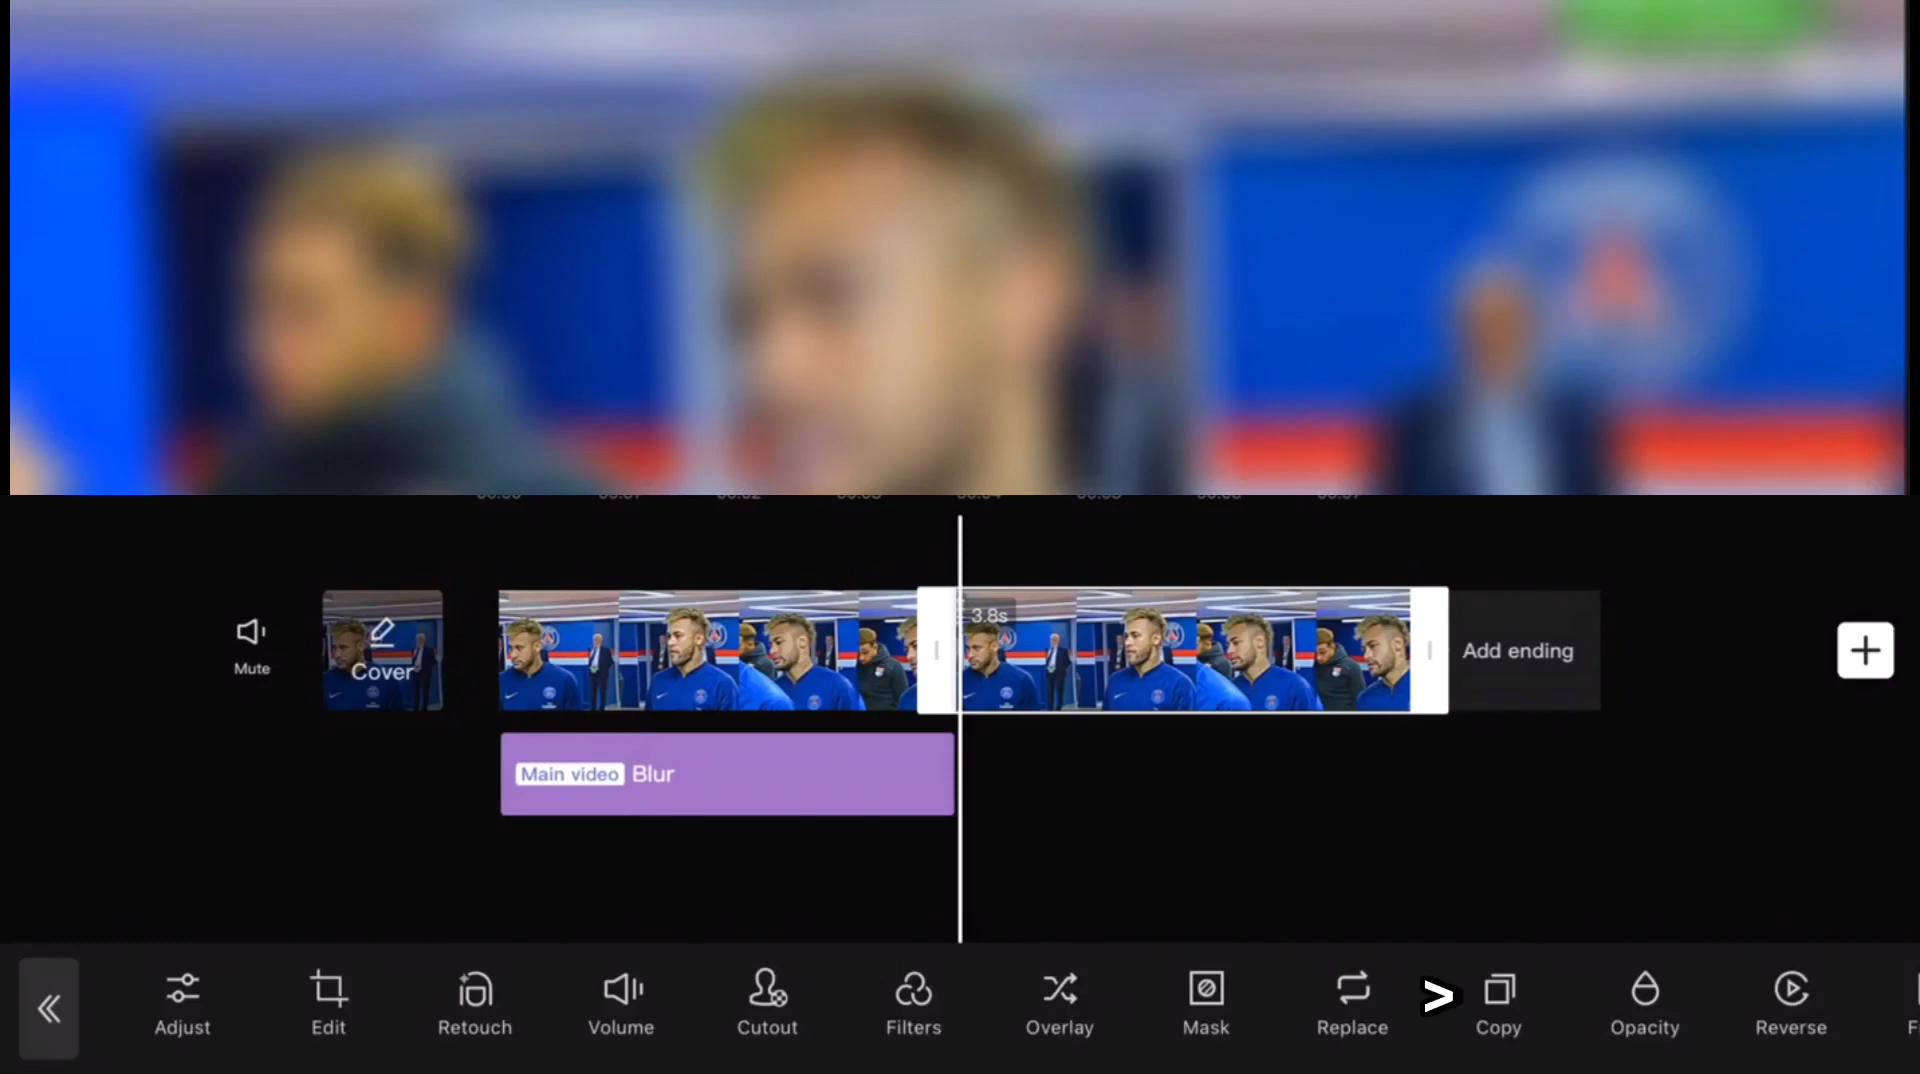 Mute
Cover
3.8s
Add ending
Main video Blur
Adjust
Edit
Retouch
Volume
Cutout
Filters
Overlay
Mask
Replace
>
Copy
Opacity
Reverse